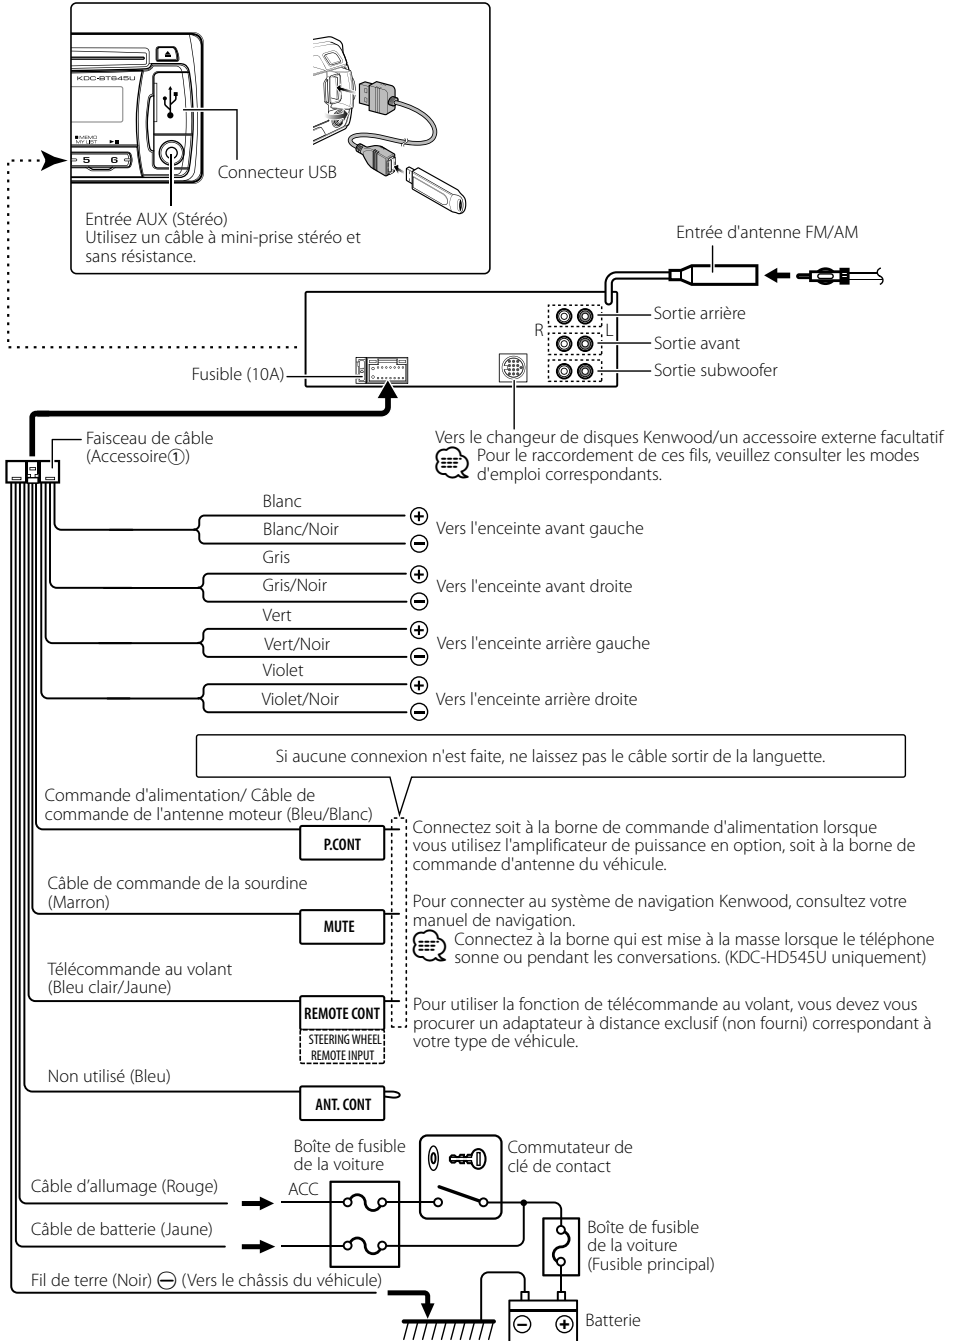 KDC-BT645U
■MEMO
MY LIST ►■
5 6
Connecteur USB
Entrée AUX (Stéréo)
Utilisez un câble à mini-prise stéréo et
sans résistance.
Entrée d'antenne FM/AM
R
L
Sortie arrière
Sortie avant
Sortie subwoofer
Fusible (10A)
Faisceau de câble
(Accessoire①)
Vers le changeur de disques Kenwood/un accessoire externe facultatif
Pour le raccordement de ces fils, veuillez consulter les modes
d'emploi correspondants.
Blanc
Blanc/Noir
⊕
⊖
Vers l'enceinte avant gauche
Gris
Gris/Noir
⊕
⊖
Vers l'enceinte avant droite
Vert
Vert/Noir
⊕
⊖
Vers l'enceinte arrière gauche
Violet
Violet/Noir
⊕
⊖
Vers l'enceinte arrière droite
Si aucune connexion n'est faite, ne laissez pas le câble sortir de la languette.
Commande d'alimentation/ Câble de
commande de l'antenne moteur (Bleu/Blanc)
P.CONT
Connectez soit à la borne de commande d'alimentation lorsque
vous utilisez l'amplificateur de puissance en option, soit à la borne de
commande d'antenne du véhicule.
Câble de commande de la sourdine
(Marron)
MUTE
Pour connecter au système de navigation Kenwood, consultez votre
manuel de navigation.
Connectez à la borne qui est mise à la masse lorsque le téléphone
sonne ou pendant les conversations. (KDC-HD545U uniquement)
Télécommande au volant
(Bleu clair/Jaune)
REMOTE CONT
STEERING WHEEL
REMOTE INPUT
Pour utiliser la fonction de télécommande au volant, vous devez vous
procurer un adaptateur à distance exclusif (non fourni) correspondant à
votre type de véhicule.
Non utilisé (Bleu)
ANT. CONT
Boîte de fusible
de la voiture
Commutateur de
clé de contact
Câble d'allumage (Rouge)
ACC
Câble de batterie (Jaune)
Boîte de fusible
de la voiture
(Fusible principal)
Fil de terre (Noir) ⊖ (Vers le châssis du véhicule)
⊖ ⊕
Batterie